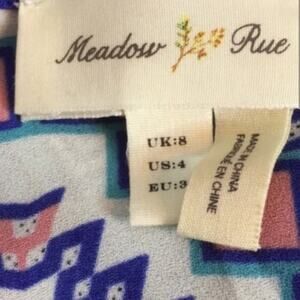 Meadow Rue
UK:8
US:4
EU:3
MADE IN CHINA
FABRIQUÉ EN CHINE